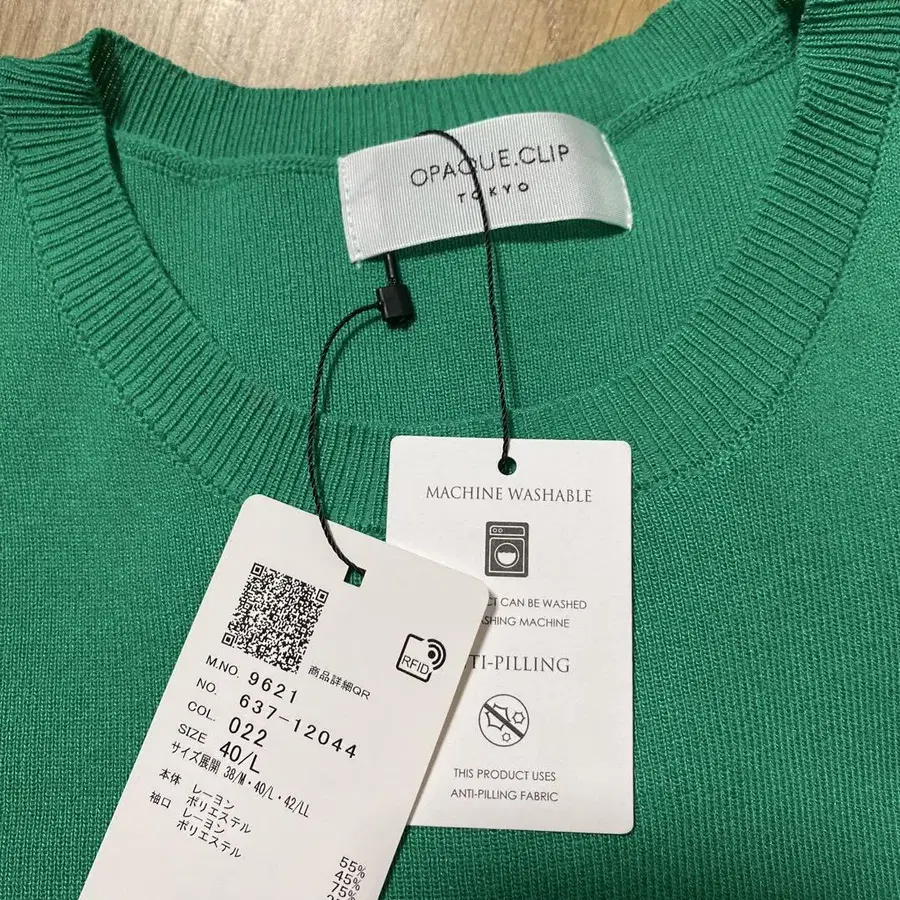 OPAQUE.CLIP
TOKYO
MACHINE WASHABLE
CAN BE WASHED
MACHINE
-PILLING
THIS PRODUCT USES
ANTI-PILLING FABRIC
商品詳細QR
RFID
M.NO. 9621
NO. 637-12044
COL. 022
SIZE 40/L
サイズ展開 38/M・40/L・42/LL
本体 レーヨン 55%
ポリエステル 45%
袖口 レーヨン 75%
ポリエステル